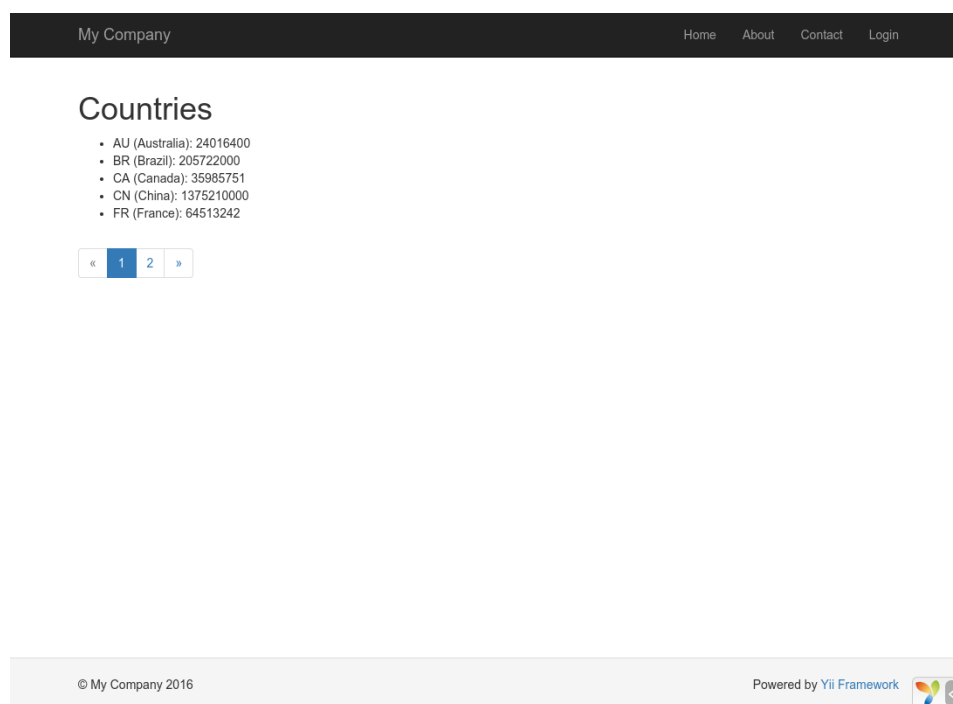 My Company Home About Contact Login
Countries
• AU (Australia): 24016400
• BR (Brazil): 205722000
• CA (Canada): 35985751
• CN (China): 1375210000
• FR (France): 64513242
« 1 2 »
© My Company 2016 Powered by Yii Framework